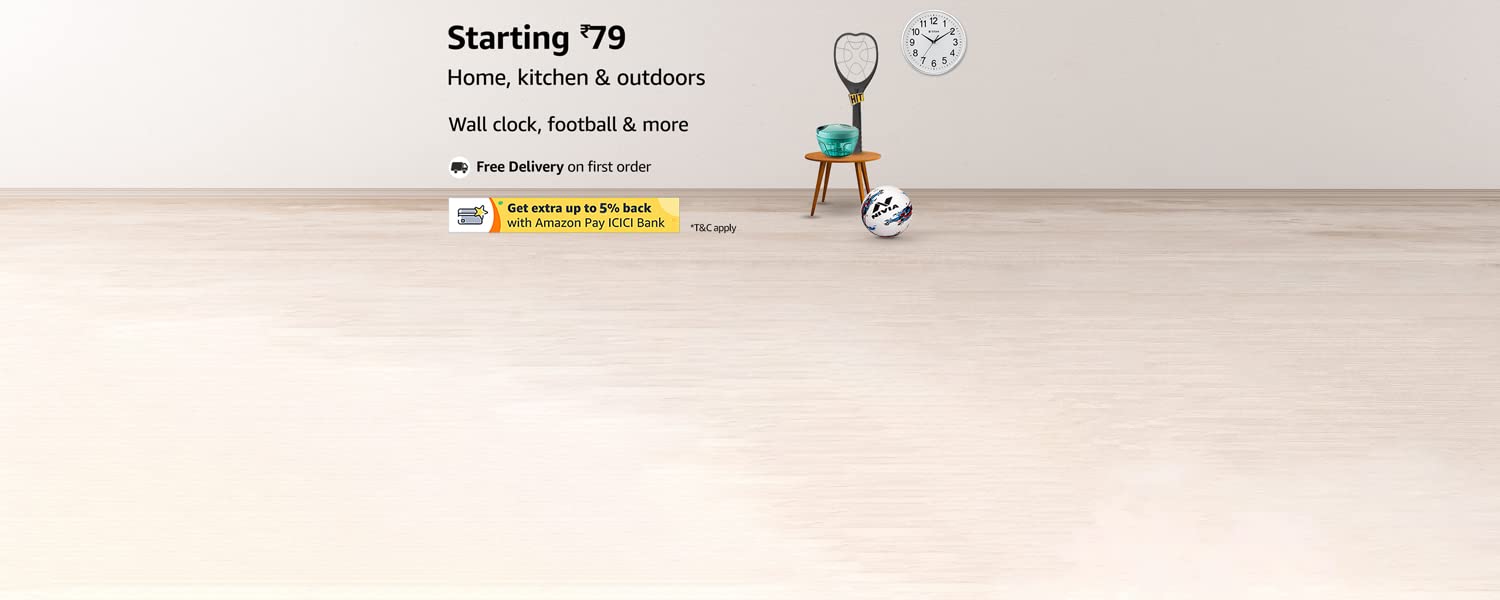 Starting ₹79
Home, kitchen & outdoors
Wall clock, football & more
Free Delivery on first order
Get extra up to 5% back
with Amazon Pay ICICI Bank
*T&C apply
HIT
NIVIA
11 12 1
10 2
9 3
8 4
7 6 5